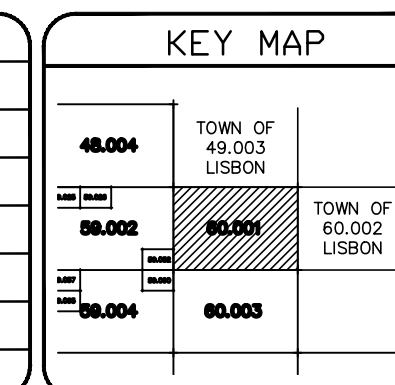 KEY MAP
TOWN OF
49.003
LISBON
48.004
TOWN OF
60.002
LISBON
59.002
60.001
59.004
60.003